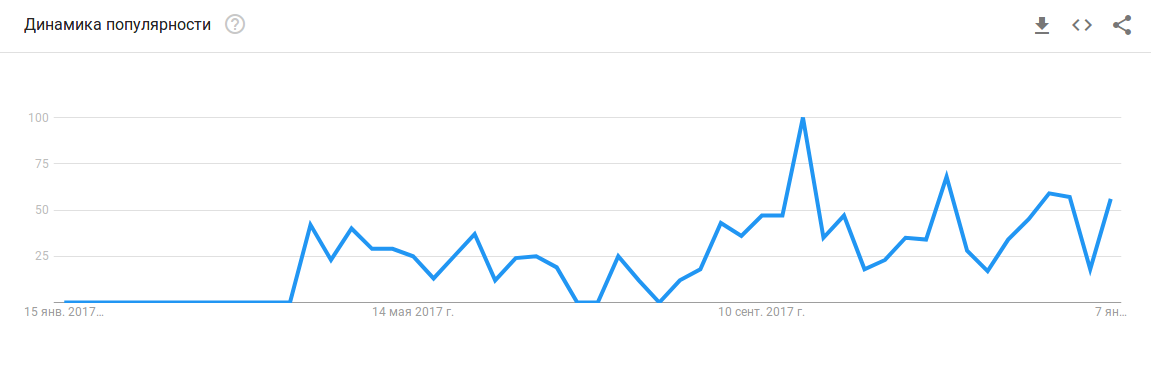 Динамика популярности
100
75
50
25
15 янв. 2017…
14 мая 2017 г.
10 сент. 2017 г.
7 ян…